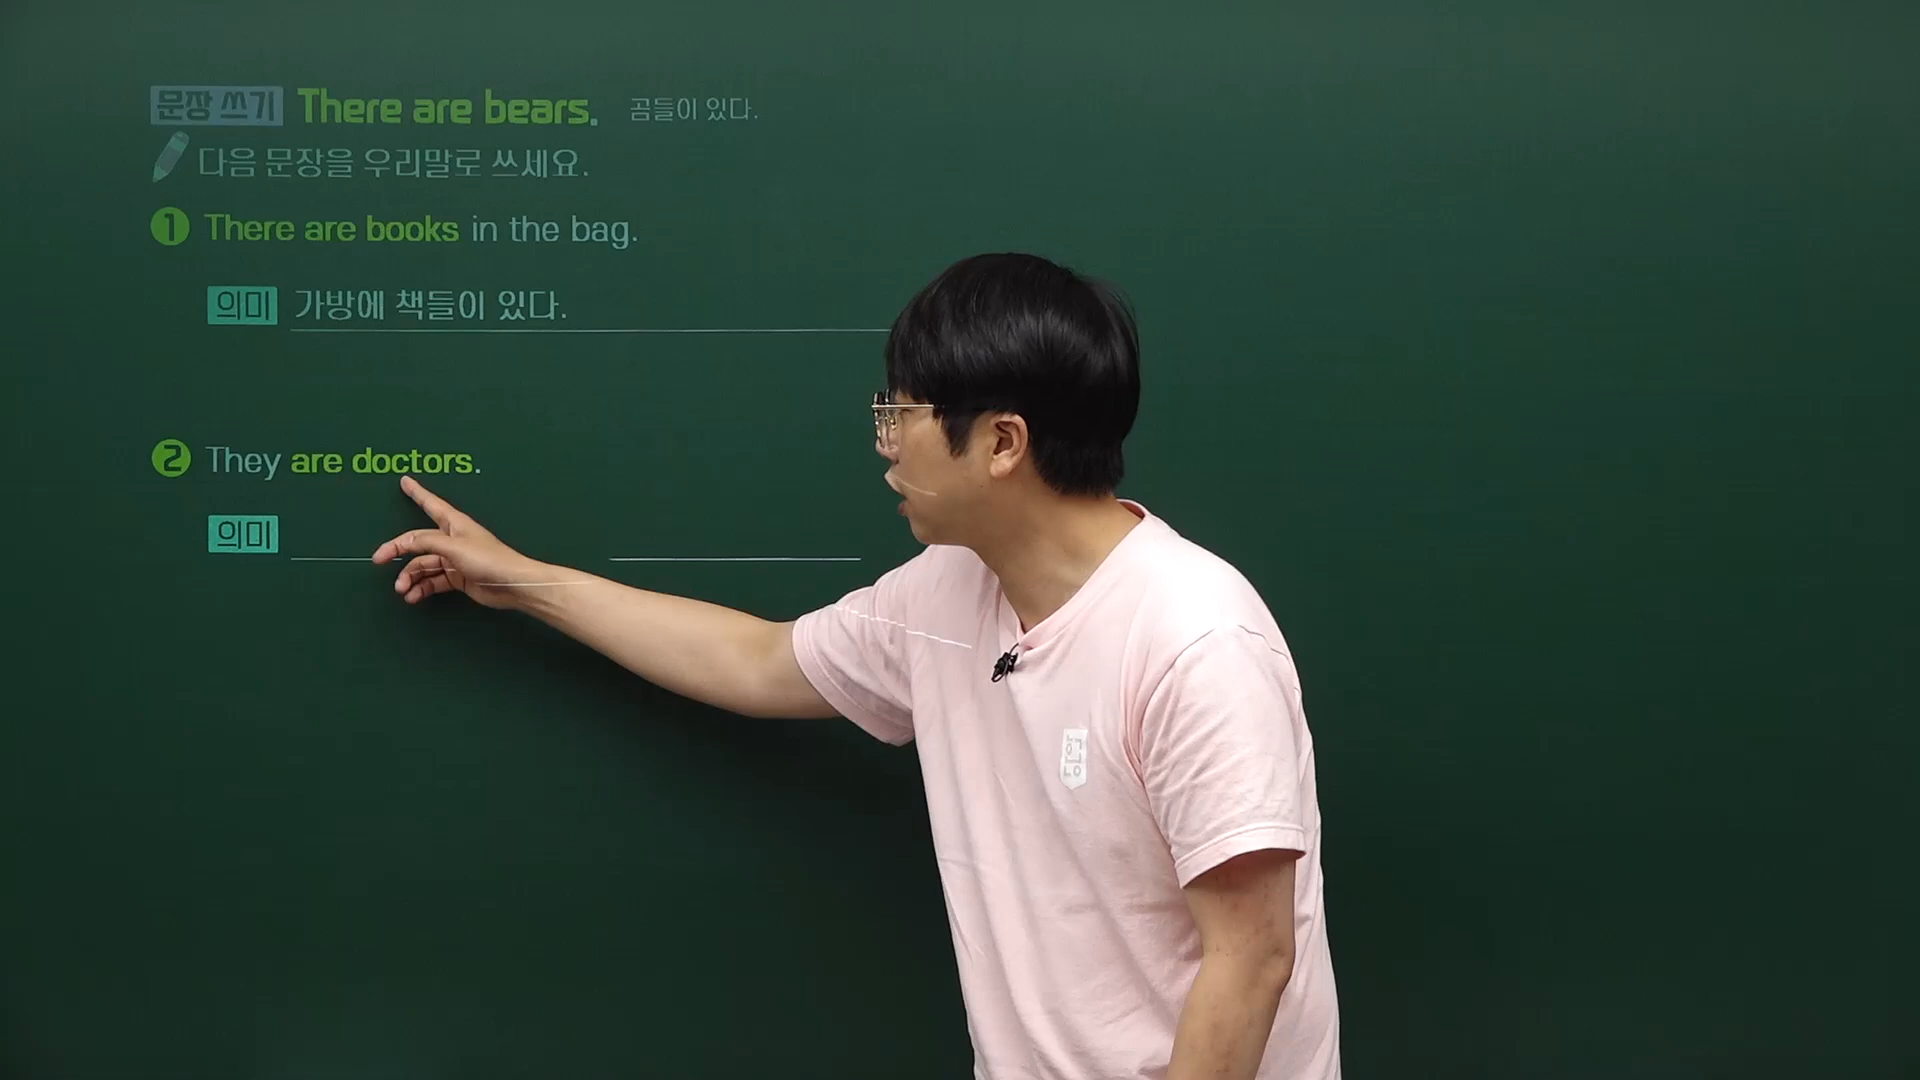 문장 쓰기 There are bears. 곰들이 있다.
다음 문장을 우리말로 쓰세요.
1 There are books in the bag.
의미 가방에 책들이 있다.
2 They are doctors.
의미